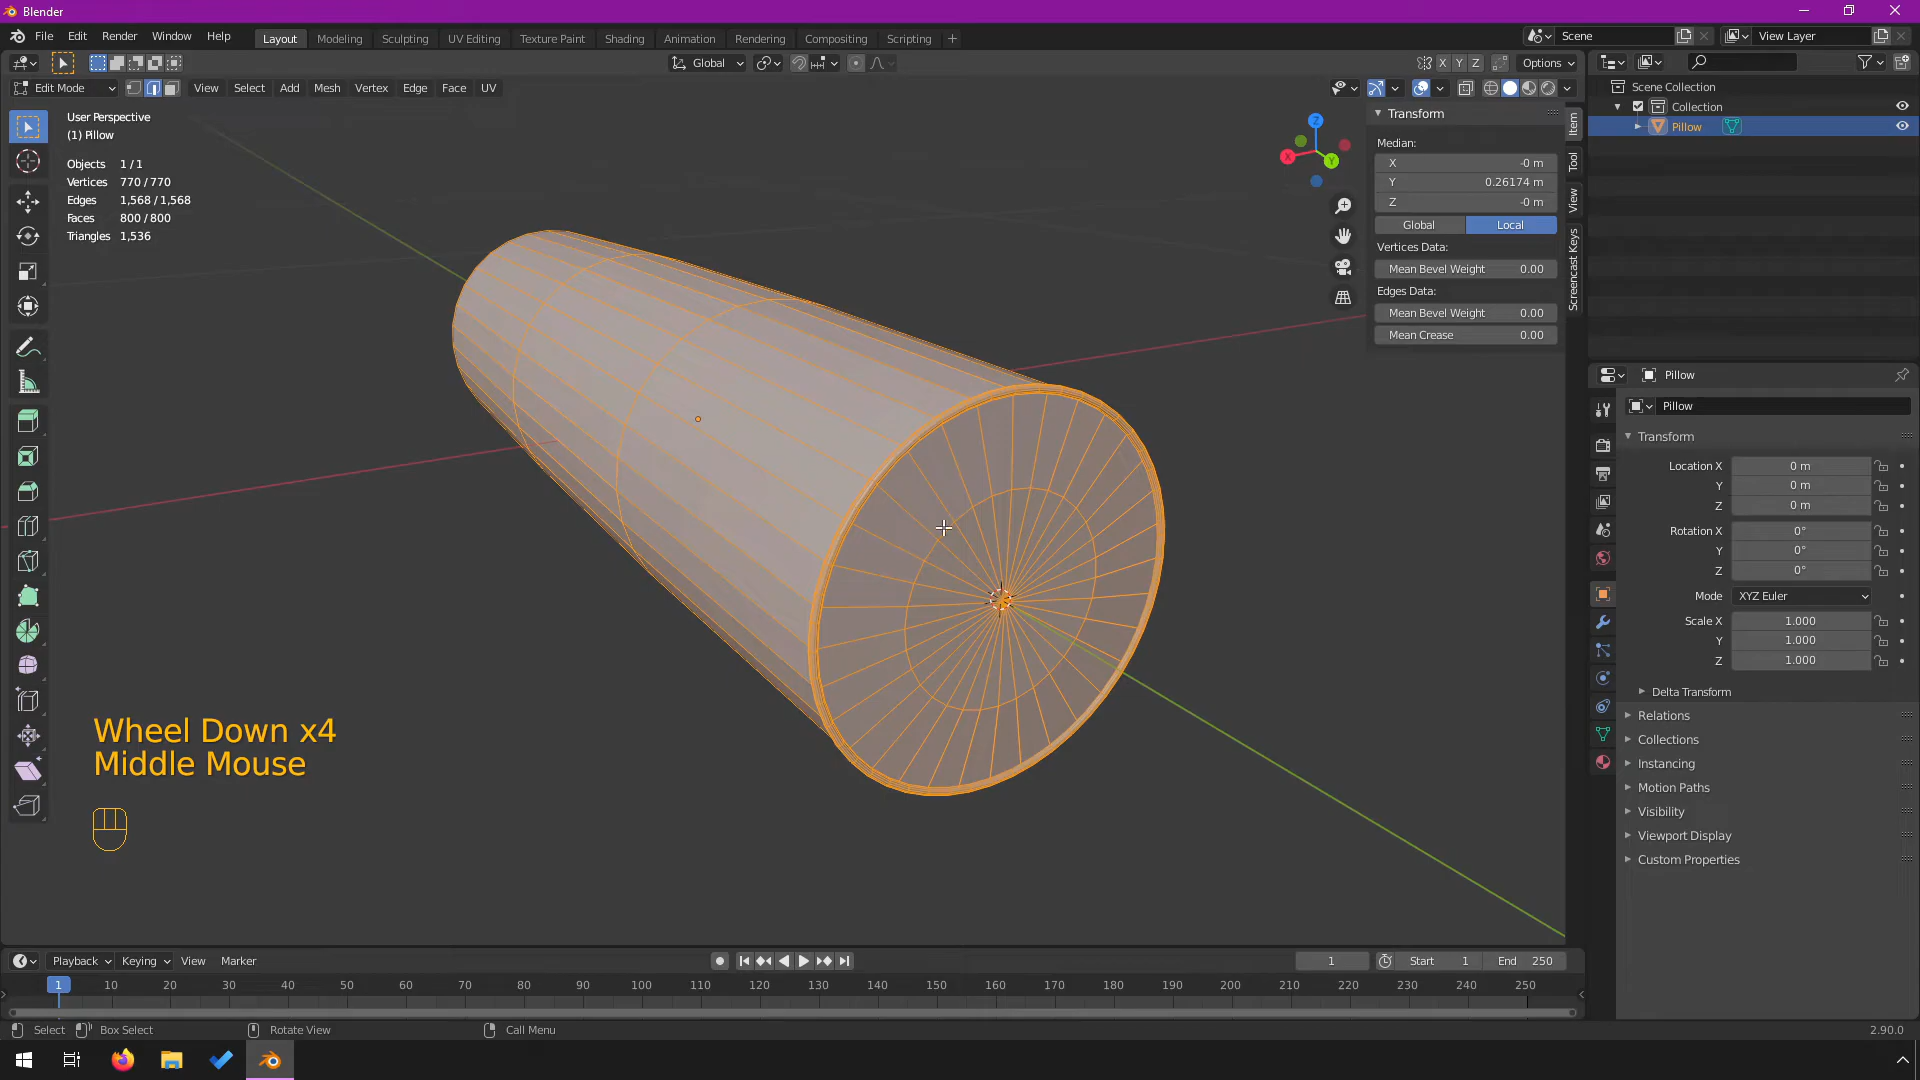 Blender
File Edit Render Window Help
Layout Modeling Sculpting UV Editing Texture Paint Shading Animation Rendering Compositing Scripting +
Scene
View Layer
Global
X Y Z Options
Edit Mode
View Select Add Mesh Vertex Edge Face UV
User Perspective
(1) Pillow
Objects 1 / 1
Vertices 770 / 770
Edges 1,568 / 1,568
Faces 800 / 800
Triangles 1,536
X
Y
Z
Transform
Median:
X -0 m
Y 0.26174 m
Z -0 m
Global Local
Vertices Data:
Mean Bevel Weight 0.00
Edges Data:
Mean Bevel Weight 0.00
Mean Crease 0.00
Item
Tool
View
Screencast Keys
Scene Collection
Collection
Pillow
Pillow
Pillow
Transform
Location X 0 m
Y 0 m
Z 0 m
Rotation X 0°
Y 0°
Z 0°
Mode XYZ Euler
Scale X 1.000
Y 1.000
Z 1.000
Delta Transform
Relations
Collections
Instancing
Motion Paths
Visibility
Viewport Display
Custom Properties
Wheel Down x4
Middle Mouse
Playback Keying View Marker
1 Start 1 End 250
1 10 20 30 40 50 60 70 80 90 100 110 120 130 140 150 160 170 180 190 200 210 220 230 240 250
Select Box Select Rotate View Call Menu 2.90.0